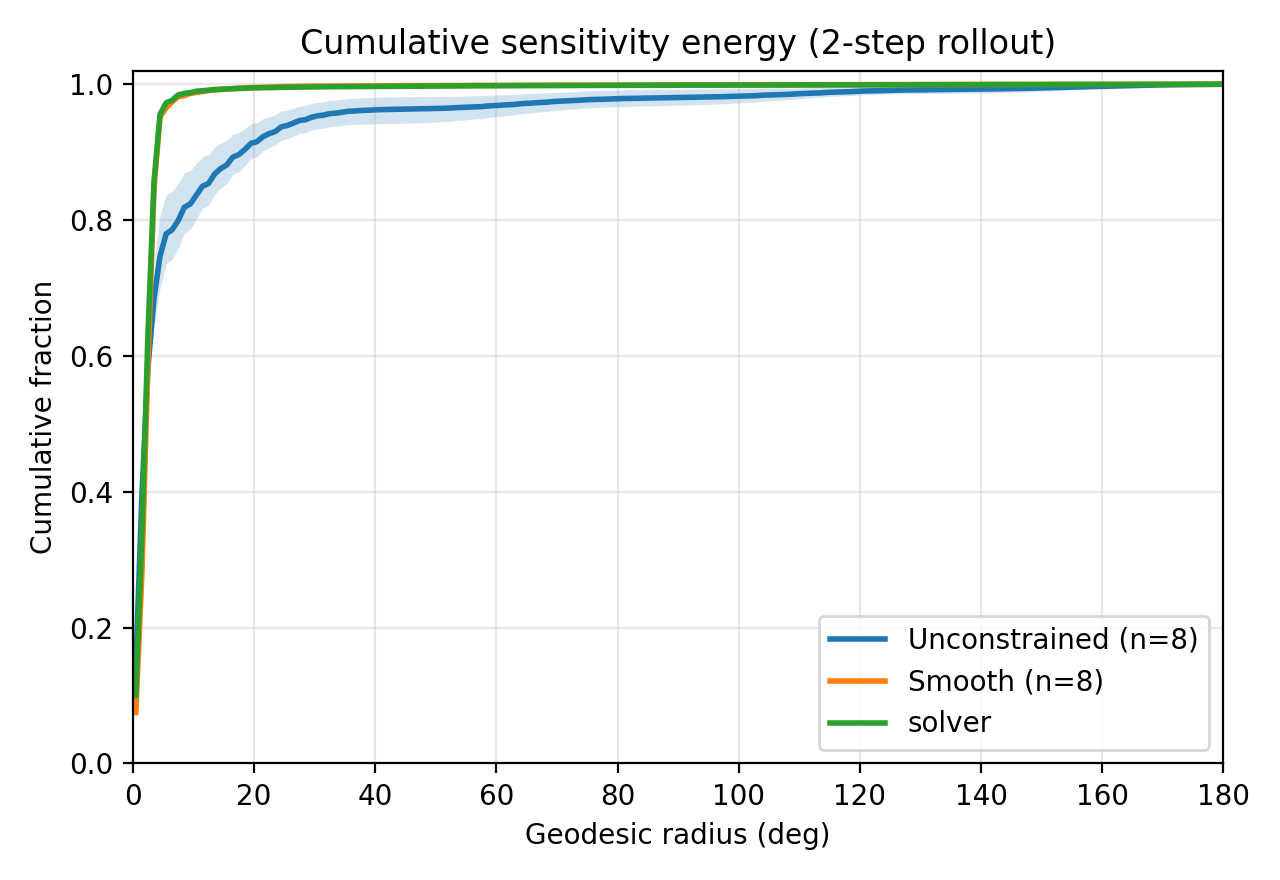 Cumulative sensitivity energy (2-step rollout)
1.0
0.8
0.6
0.4
0.2
0.0
Cumulative fraction
Unconstrained (n=8)
Smooth (n=8)
solver
0 20 40 60 80 100 120 140 160 180
Geodesic radius (deg)